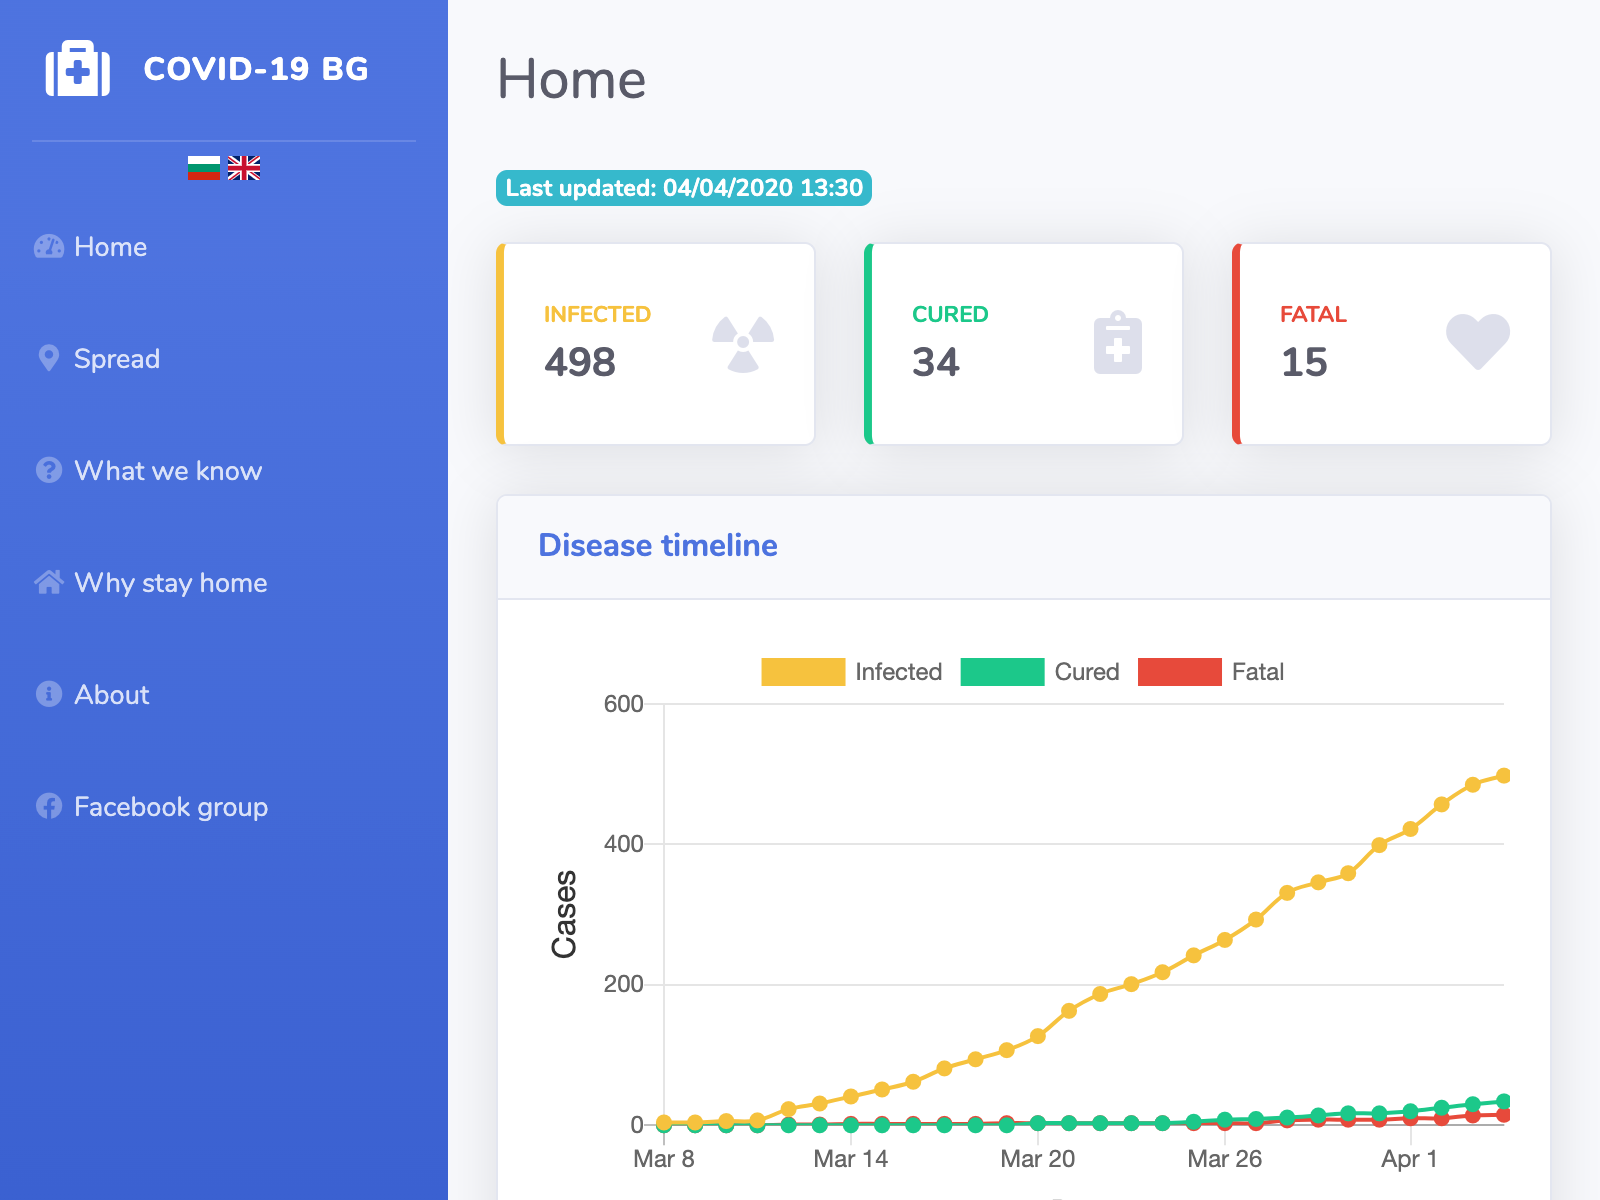 COVID-19 BG
Home
Spread
What we know
Why stay home
About
Facebook group
Home
Last updated: 04/04/2020 13:30
INFECTED
498
CURED
34
FATAL
15
Disease timeline
Infected Cured Fatal
600
400
200
0
Cases
Mar 8 Mar 14 Mar 20 Mar 26 Apr 1